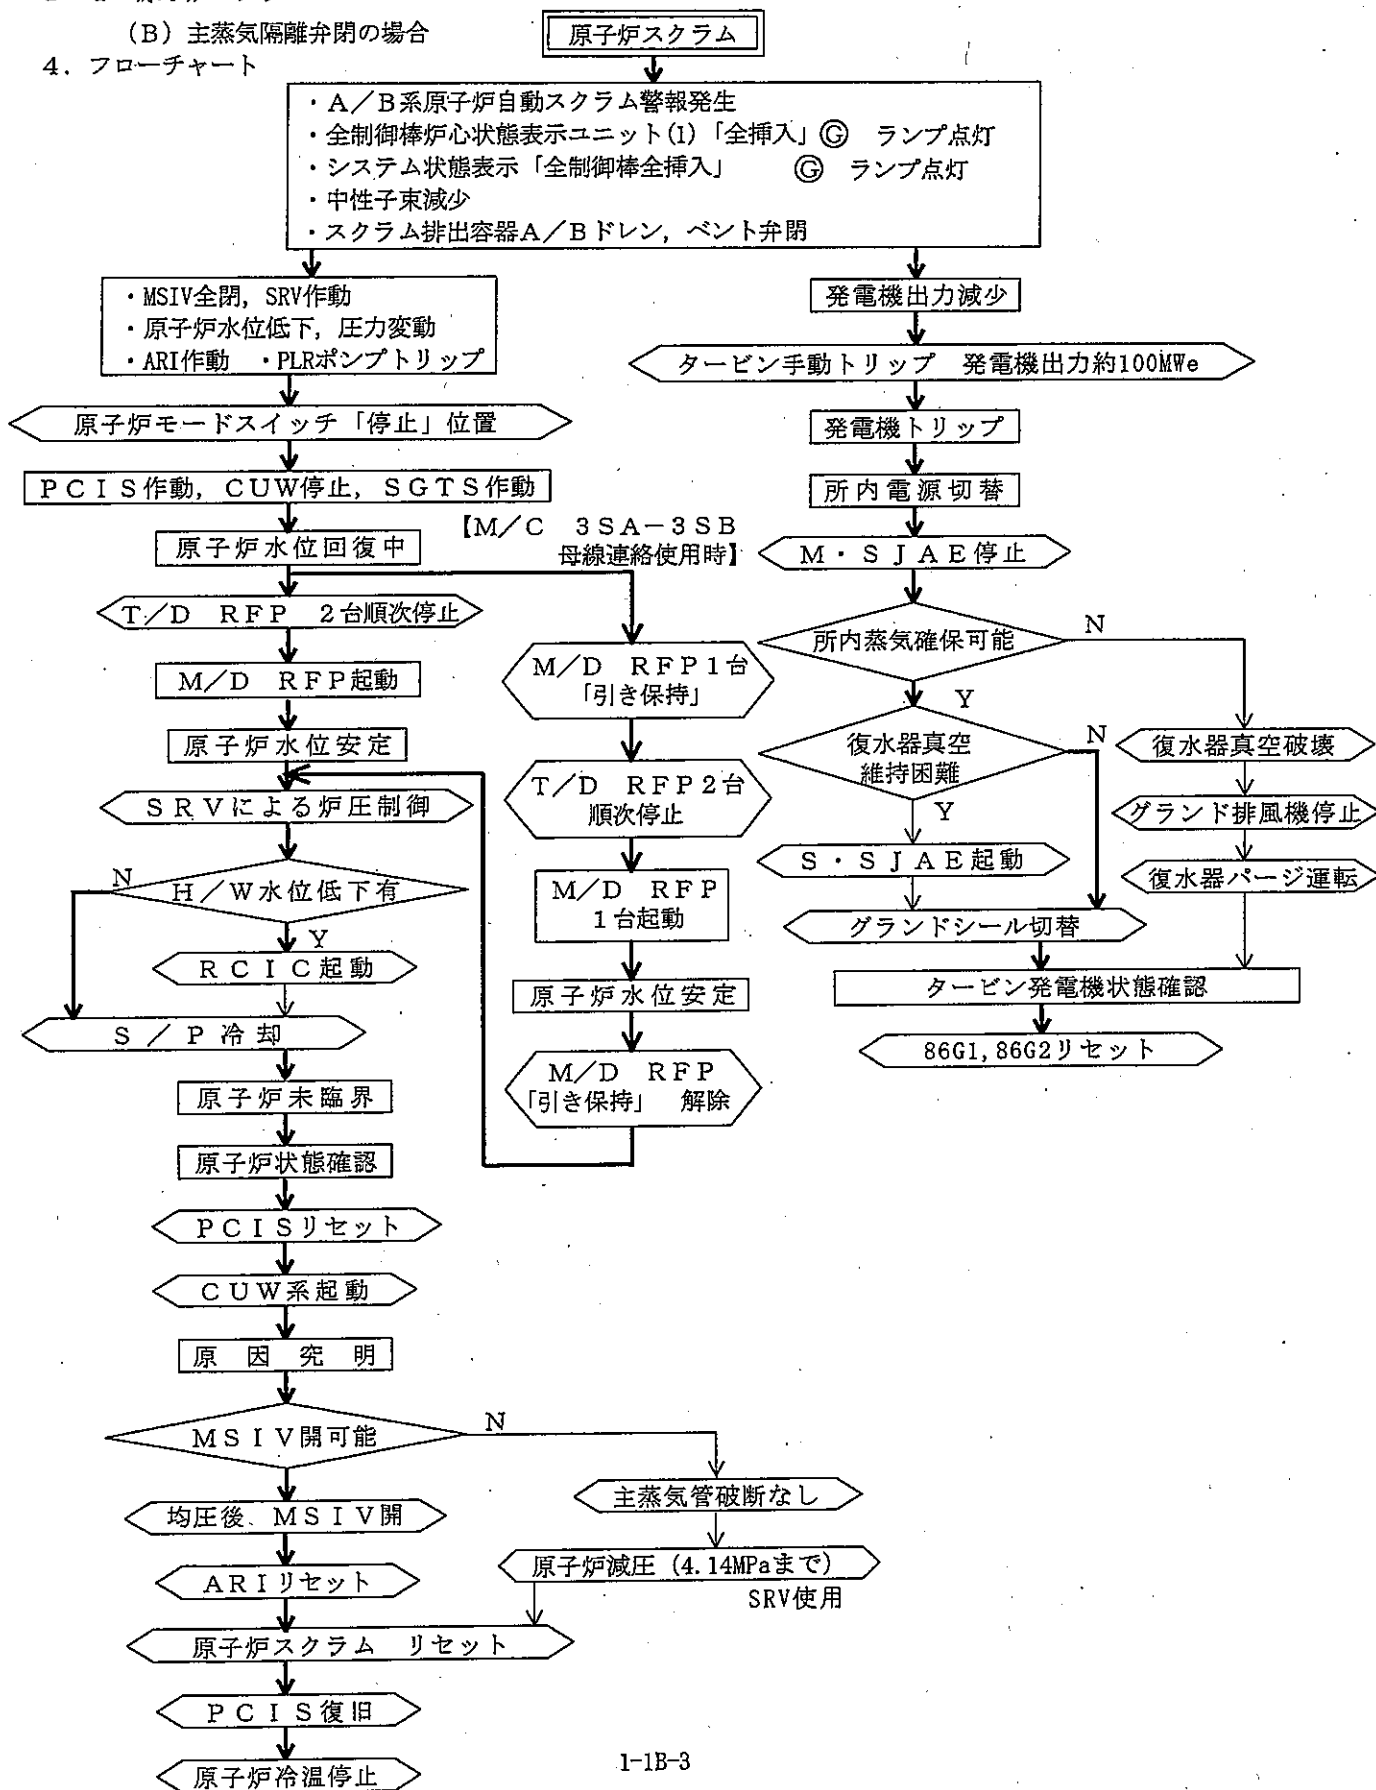 (B) 主蒸気隔離弁閉の場合
4. フローチャート
原子炉スクラム
・A/B系原子炉自動スクラム警報発生
・全制御棒炉心状態表示ユニット(1)「全挿入」Ⓖ ランプ点灯
・システム状態表示「全制御棒全挿入」 Ⓖ ランプ点灯
・中性子束減少
・スクラム排出容器A/Bドレン, ベント弁閉
・MSIV全閉, SRV作動
・原子炉水位低下, 圧力変動
・ARI作動 ・PLRポンプトリップ
原子炉モードスイッチ「停止」位置
PCIS作動, CUW停止, SGTS作動
原子炉水位回復中
【M/C 3SA-3SB
母線連絡使用時】
T/D RFP 2台順次停止
M/D RFP起動
原子炉水位安定
SRVによる炉圧制御
N
H/W水位低下有
Y
RCIC起動
S/P冷却
原子炉未臨界
原子炉状態確認
PCISリセット
CUW系起動
原因究明
MSIV開可能
N
均圧後、MSIV開
ARIリセット
原子炉スクラム リセット
PCIS復旧
原子炉冷温停止
主蒸気管破断なし
原子炉減圧 (4.14MPaまで)
SRV使用
M/D RFP1台
「引き保持」
T/D RFP2台
順次停止
M/D RFP
1台起動
原子炉水位安定
M/D RFP
「引き保持」 解除
発電機出力減少
タービン手動トリップ 発電機出力約100MWe
発電機トリップ
所内電源切替
M・SJAE停止
所内蒸気確保可能
N
Y
復水器真空
維持困難
N
Y
S・SJAE起動
グランドシール切替
復水器真空破壊
グランド排風機停止
復水器パージ運転
タービン発電機状態確認
86G1, 86G2リセット
1-1B-3